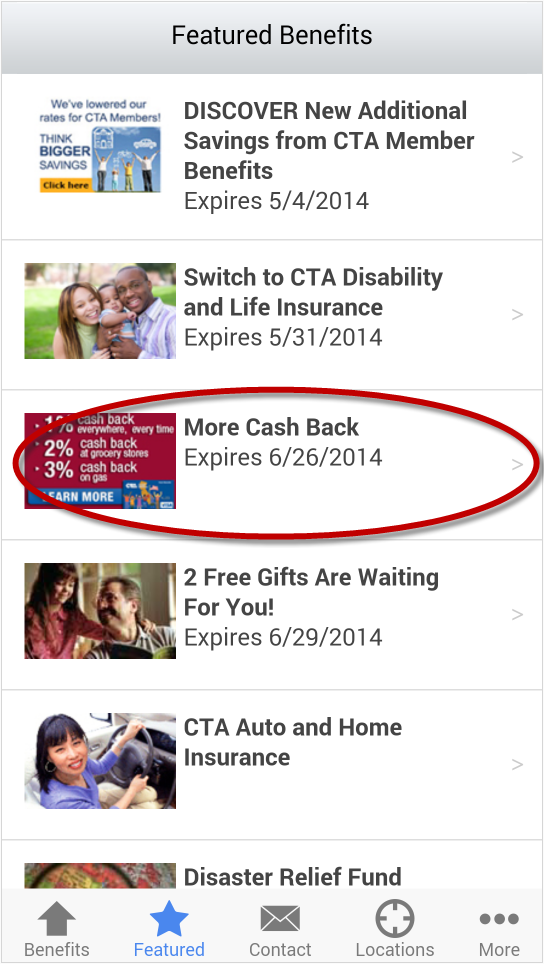 Featured Benefits
We've lowered our
rates for CTA Members!
THINK
BIGGER
SAVINGS
Click here
DISCOVER New Additional
Savings from CTA Member
Benefits
Expires 5/4/2014
>
Switch to CTA Disability
and Life Insurance
Expires 5/31/2014
>
1% cash back
everywhere, every time
2% cash back
at grocery stores
3% cash back
on gas
LEARN MORE
More Cash Back
Expires 6/26/2014
>
2 Free Gifts Are Waiting
For You!
Expires 6/29/2014
>
CTA Auto and Home
Insurance
>
Disaster Relief Fund
Benefits
Featured
Contact
Locations
More